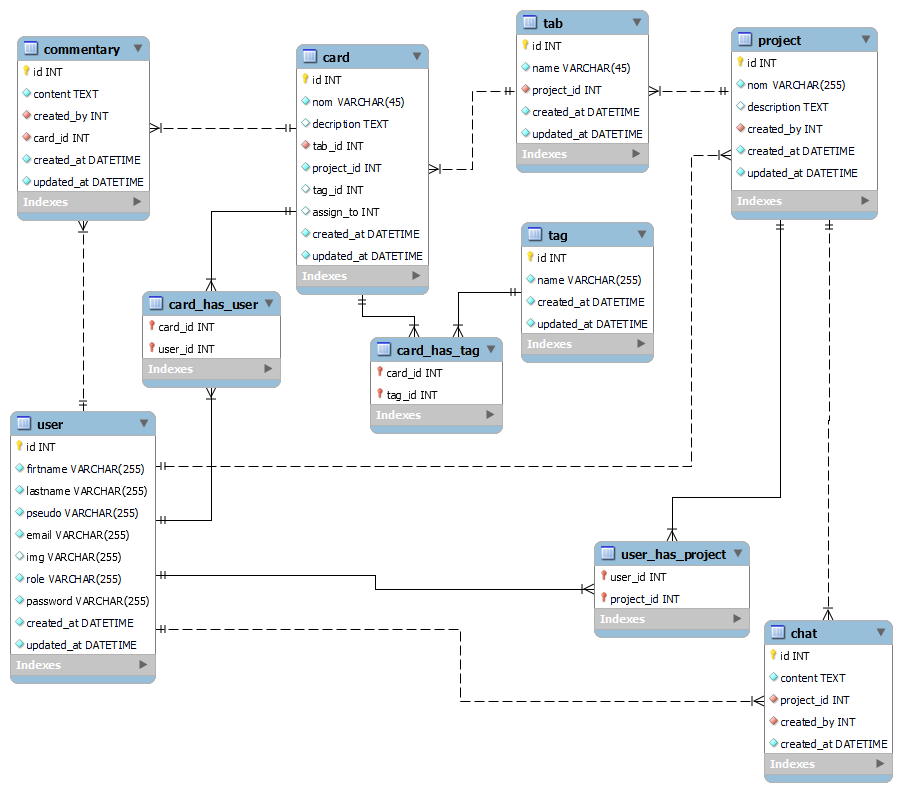 commentary
id INT
content TEXT
created_by INT
card_id INT
created_at DATETIME
updated_at DATETIME
Indexes
card
id INT
nom VARCHAR(45)
decription TEXT
tab_id INT
project_id INT
tag_id INT
assign_to INT
created_at DATETIME
updated_at DATETIME
Indexes
tab
id INT
name VARCHAR(45)
project_id INT
created_at DATETIME
updated_at DATETIME
Indexes
project
id INT
nom VARCHAR(255)
description TEXT
created_by INT
created_at DATETIME
updated_at DATETIME
Indexes
tag
id INT
name VARCHAR(255)
created_at DATETIME
updated_at DATETIME
Indexes
card_has_user
card_id INT
user_id INT
Indexes
card_has_tag
card_id INT
tag_id INT
Indexes
user
id INT
firtname VARCHAR(255)
lastname VARCHAR(255)
pseudo VARCHAR(255)
email VARCHAR(255)
img VARCHAR(255)
role VARCHAR(255)
password VARCHAR(255)
created_at DATETIME
updated_at DATETIME
Indexes
user_has_project
user_id INT
project_id INT
Indexes
chat
id INT
content TEXT
project_id INT
created_by INT
created_at DATETIME
Indexes